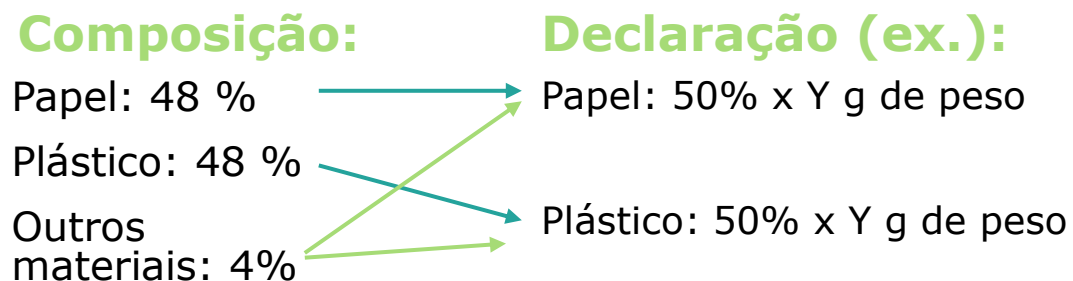 Composição:
Declaração (ex.):
Papel: 48 %
Papel: 50% x Y g de peso
Plástico: 48 %
Plástico: 50% x Y g de peso
Outros
materiais: 4%